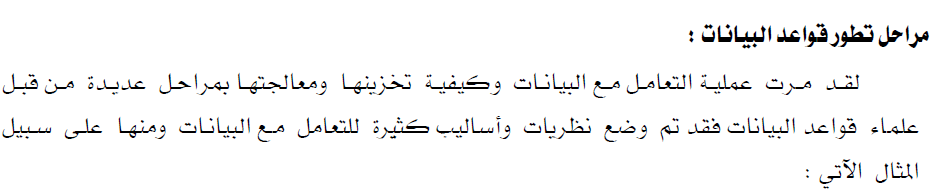 مراحل تطور قواعد البيانات :
لقد مرت عملية التعامل مع البيانات وكيفية تخزينها ومعالجتها بمراحل عديدة من قبل
علماء قواعد البيانات فقد تم وضع نظريات وأساليب كثيرة للتعامل مع البيانات ومنها على سبيل
المثال الآتي :